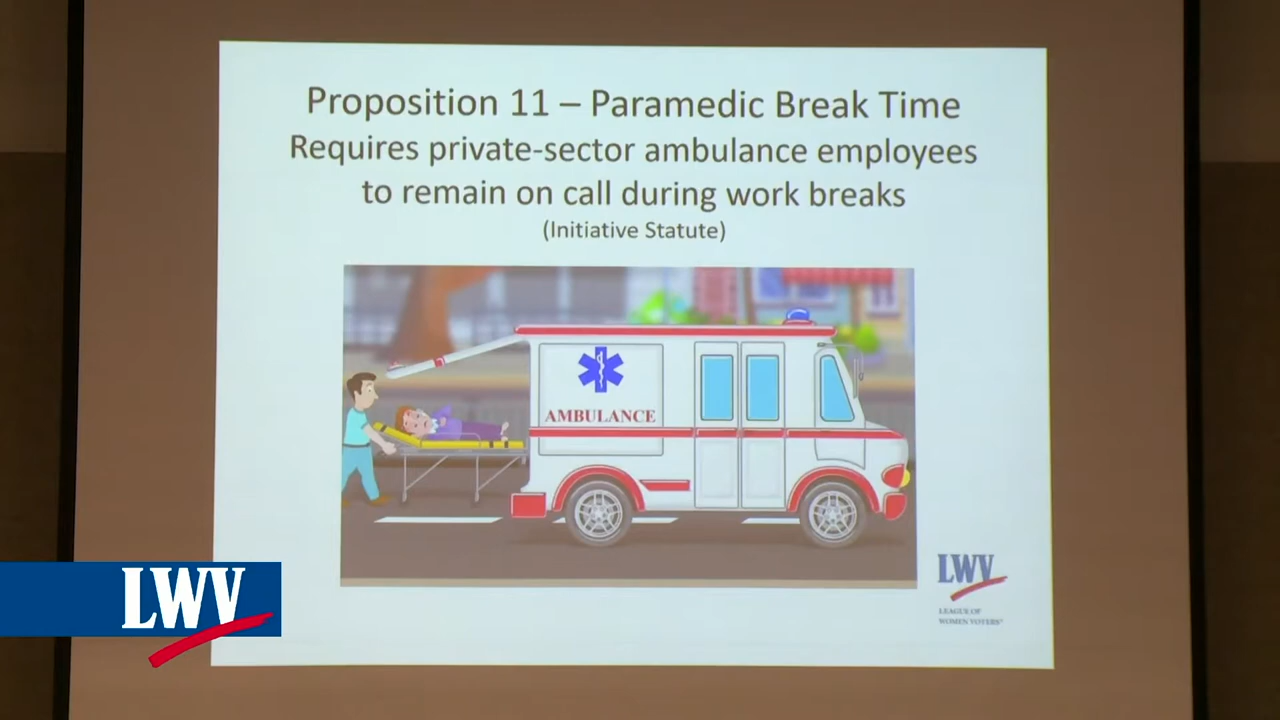 Proposition 11 – Paramedic Break Time
Requires private-sector ambulance employees
to remain on call during work breaks
(Initiative Statute)
AMBULANCE
LWV
LEAGUE OF
WOMEN VOTERS®
LWV